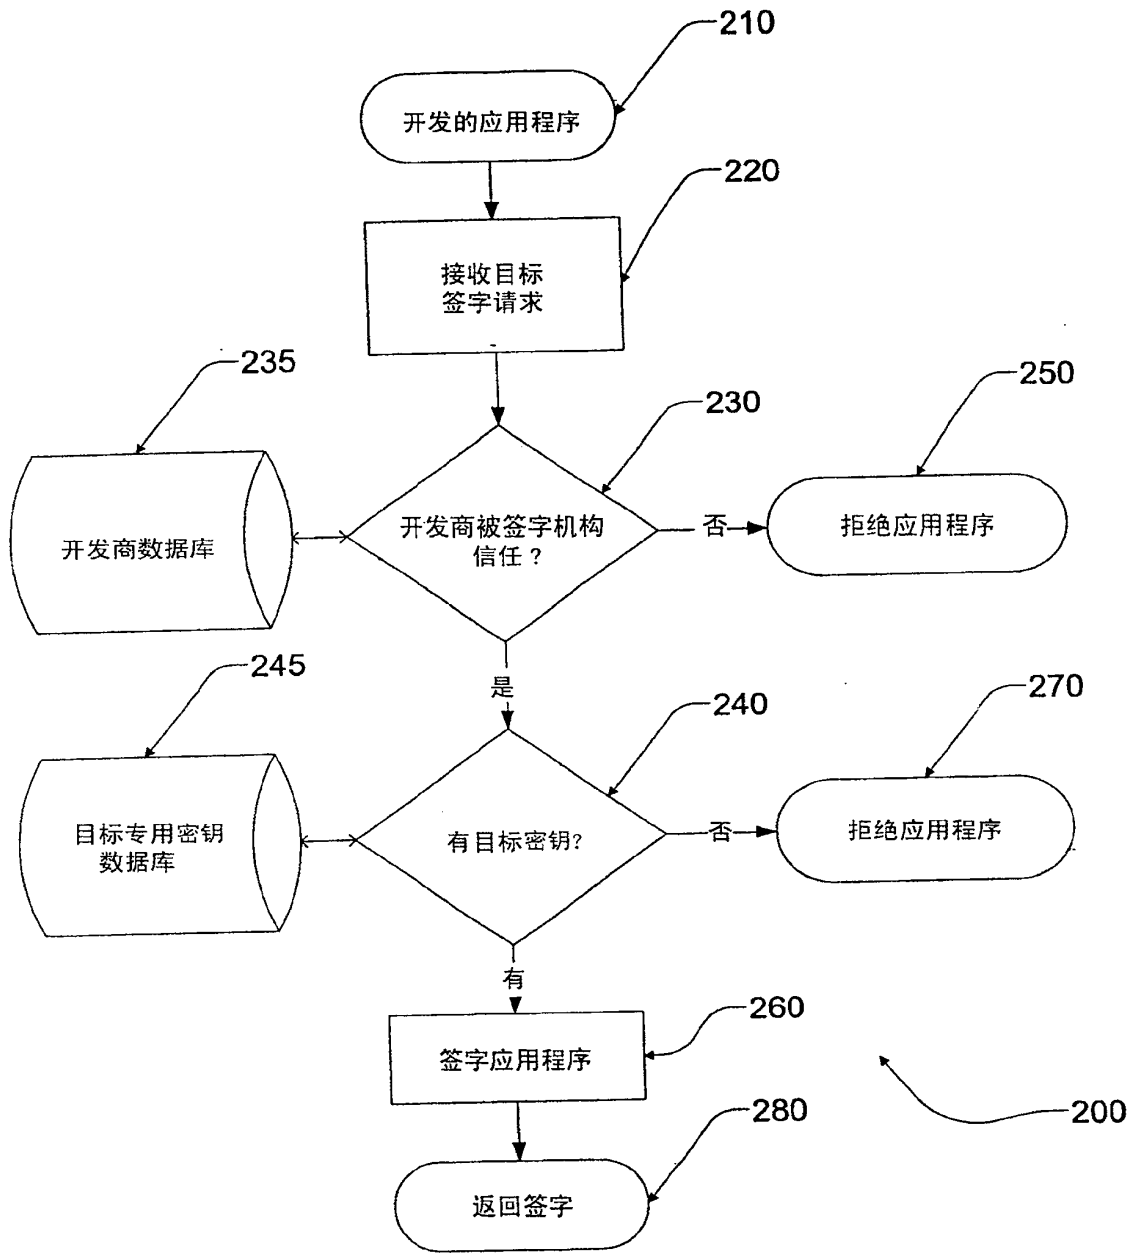 210
开发的应用程序
220
接收目标
签字请求
235
230
250
开发商数据库
开发商被签字机构
信任？
否
拒绝应用程序
245
是
240
270
目标专用密钥
数据库
有目标密钥?
否
拒绝应用程序
有
260
签字应用程序
280
200
返回签字